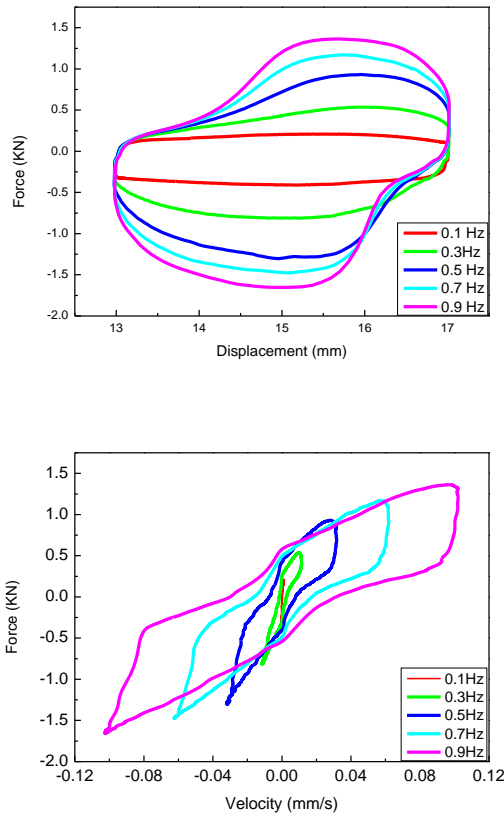 1.5
1.0
0.5
0.0
-0.5
-1.0
-1.5
-2.0
Force (KN)
0.1 Hz
0.3Hz
0.5 Hz
0.7 Hz
0.9 Hz
13 14 15 16 17
Displacement (mm)
1.5
1.0
0.5
0.0
-0.5
-1.0
-1.5
-2.0
Force (KN)
0.1Hz
0.3Hz
0.5Hz
0.7Hz
0.9Hz
-0.12 -0.08 -0.04 0.00 0.04 0.08 0.12
Velocity (mm/s)